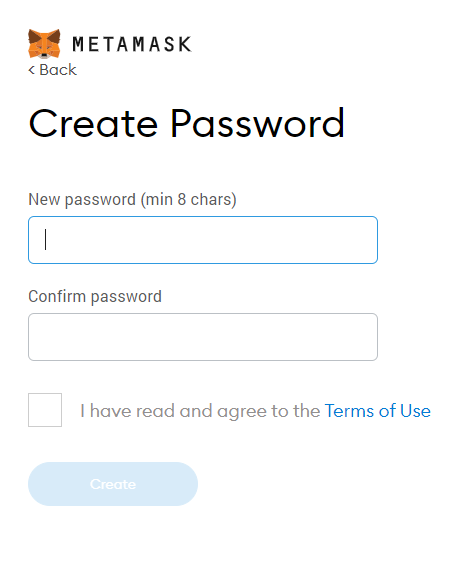 METAMASK
< Back
Create Password
New password (min 8 chars)
Confirm password
I have read and agree to the Terms of Use
Create